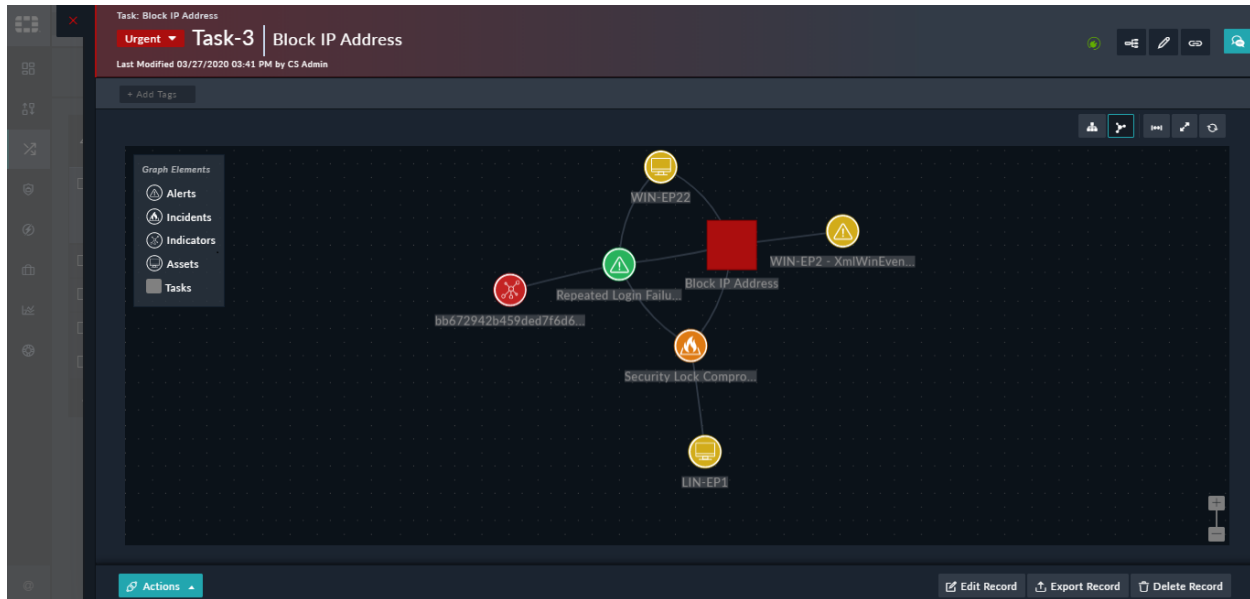 Task: Block IP Address
Urgent Task-3 Block IP Address
Last Modified 03/27/2020 03:41 PM by CS Admin
+ Add Tags
Graph Elements
Alerts
Incidents
Indicators
Assets
Tasks
WIN-EP22
WIN-EP2 - XmlWinEven...
Block IP Address
Repeated Login Failu...
bb672942b459ded7f6d6...
Security Lock Compro...
LIN-EP1
Actions Edit Record Export Record Delete Record